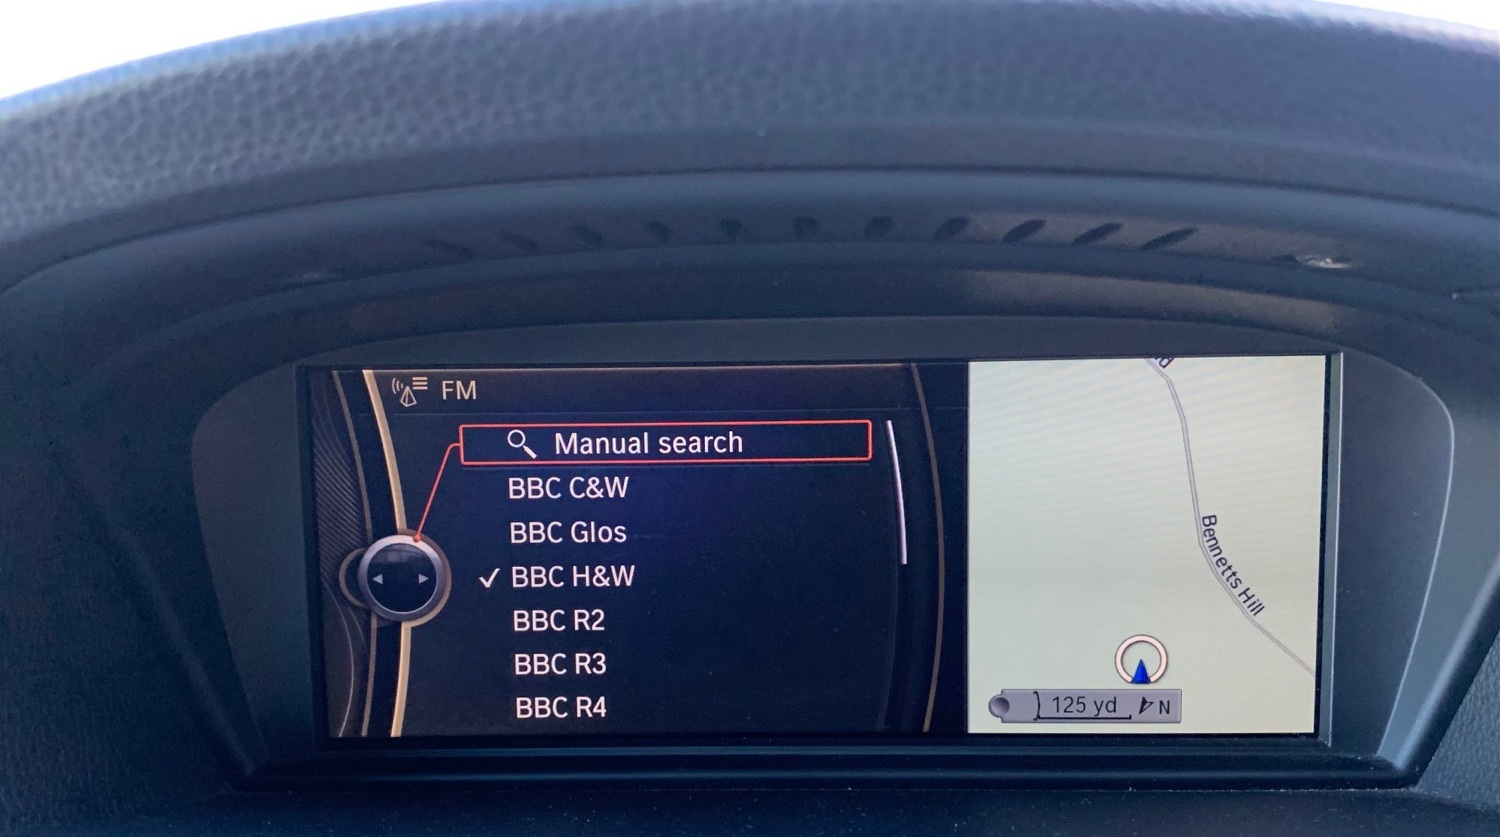 FM
Manual search
BBC C&W
BBC Glos
BBC H&W
BBC R2
BBC R3
BBC R4
Bennetts Hill
125 yd
N